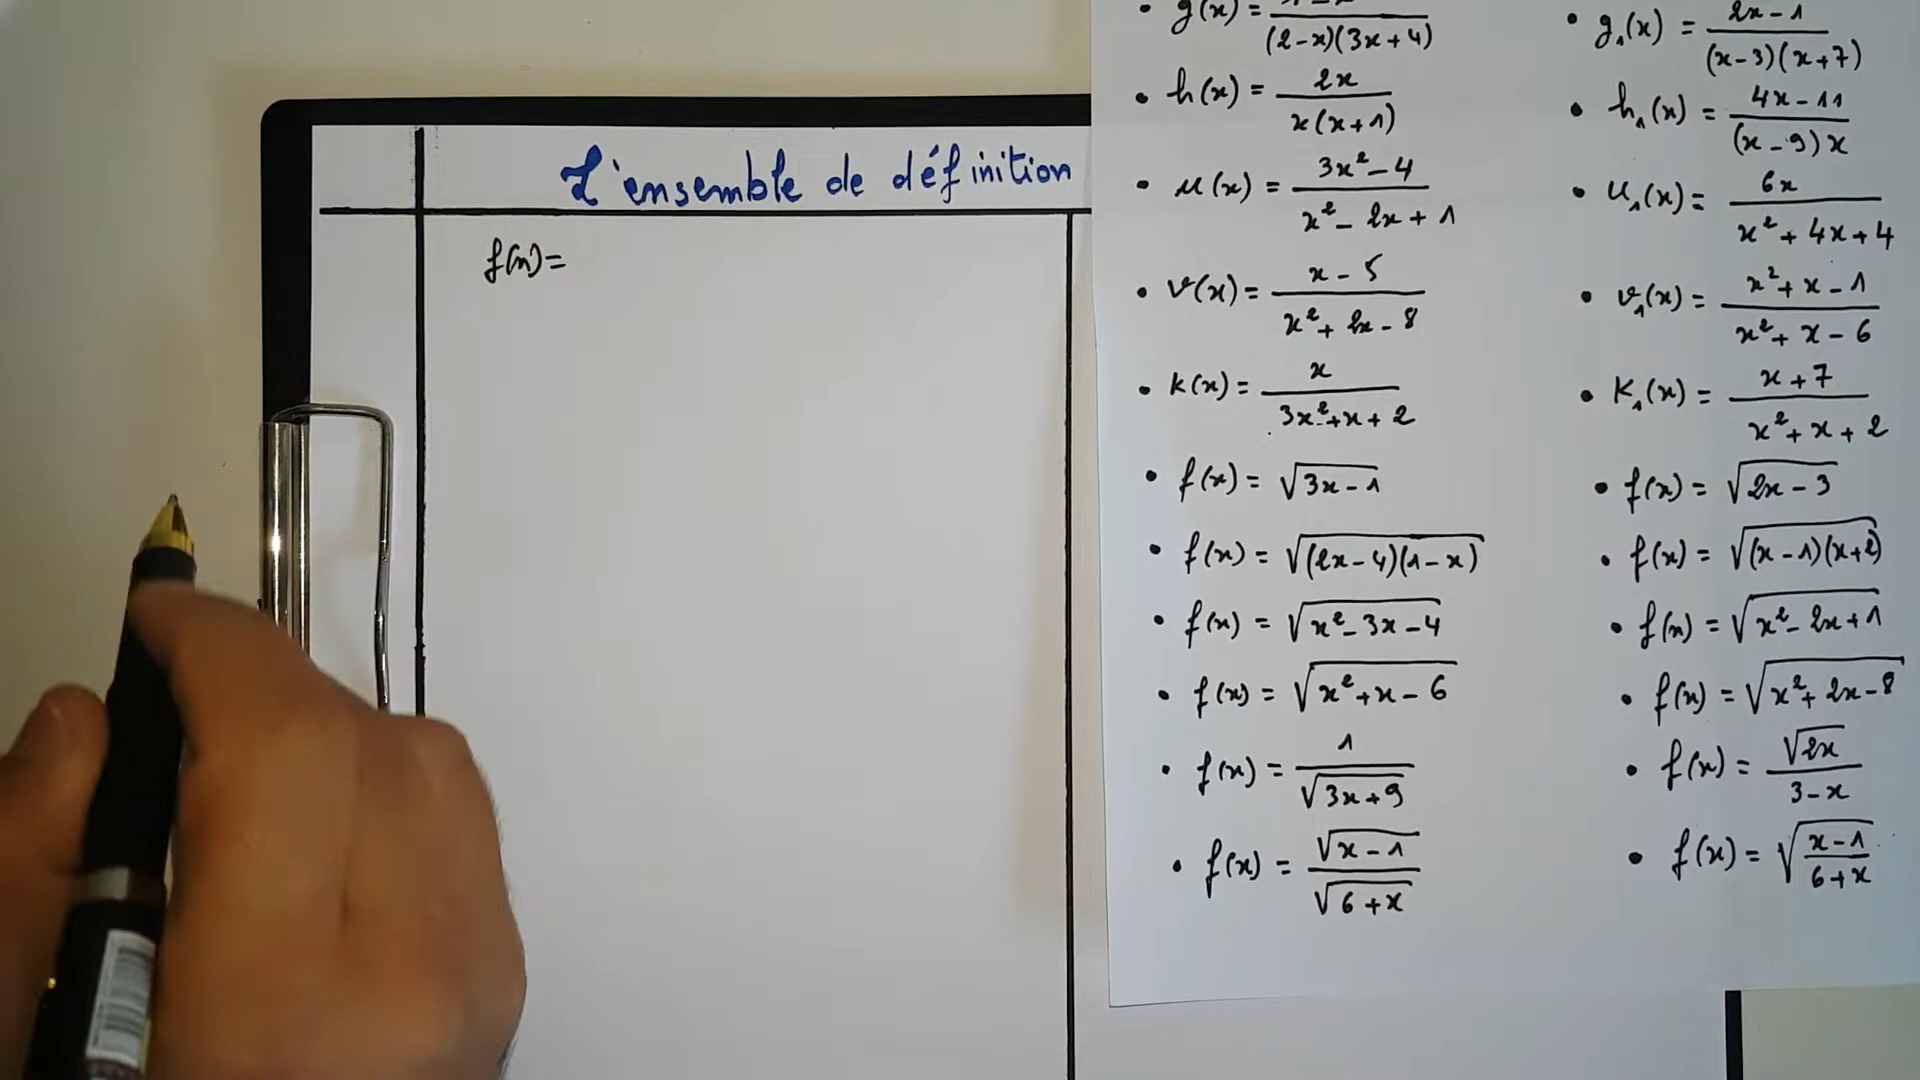 L'ensemble de définition
f(x)=
• g(x) = / (2-x)(3x+4)
• h(x) = 2x / x(x+1)
• u(x) = 3x²-4 / x²-2x+1
• v(x) = x-5 / x²+2x-8
• k(x) = x / 3x²+x+2
• f(x) = √(3x-1)
• f(x) = √((2x-4)(1-x))
• f(x) = √(x²-3x-4)
• f(x) = √(x²+x-6)
• f(x) = 1 / √(3x+9)
• f(x) = √(x-1) / √(6+x)
• g₁(x) = 2x-1 / (x-3)(x+7)
• h₁(x) = 4x-11 / (x-9)x
• u₁(x) = 6x / x²+4x+4
• v₁(x) = x²+x-1 / x²+x-6
• K₁(x) = x+7 / x²+x+2
• f(x) = √(2x-3)
• f(x) = √((x-1)(x+2))
• f(x) = √(x²-2x+1)
• f(x) = √(x²+2x-8)
• f(x) = √(2x) / 3-x
• f(x) = √(x-1 / 6+x)